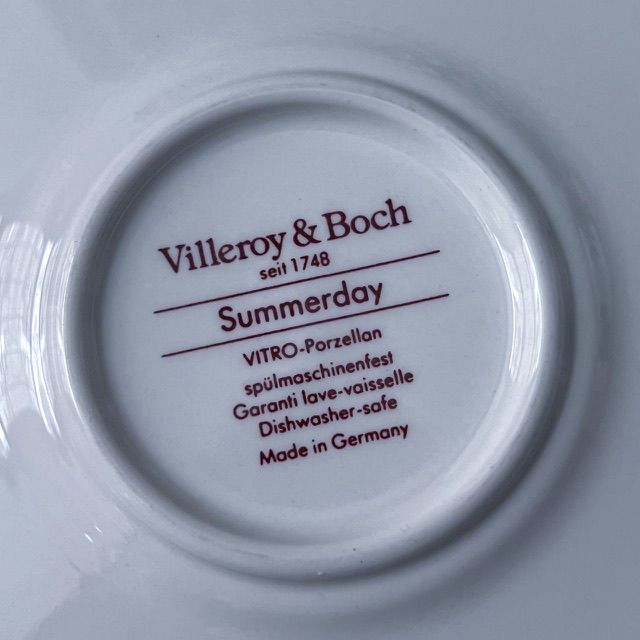 Villeroy & Boch
seit 1748
Summerday
VITRO-Porzellan
spülmaschinenfest
Garanti lave-vaisselle
Dishwasher-safe
Made in Germany